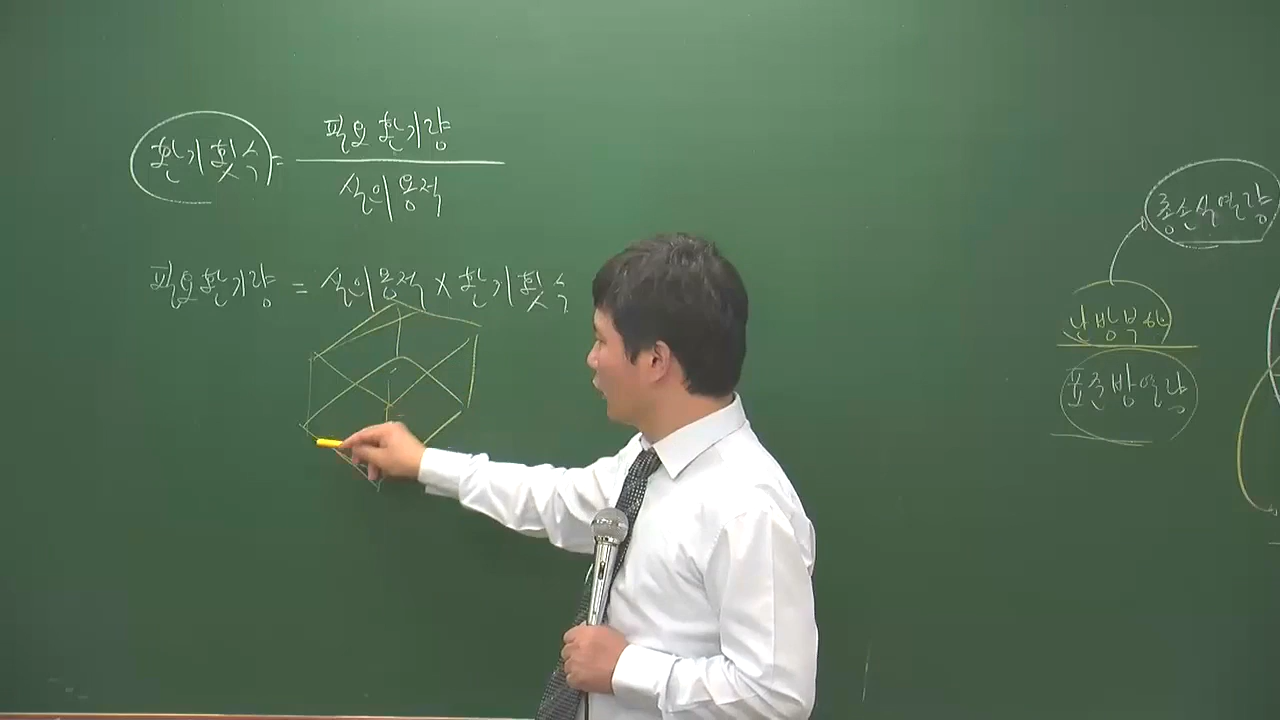 환기횟수 = 필요환기량
실의용적
필요환기량 = 실의용적 × 환기횟수
총손실열량
난방부하
표준방열량